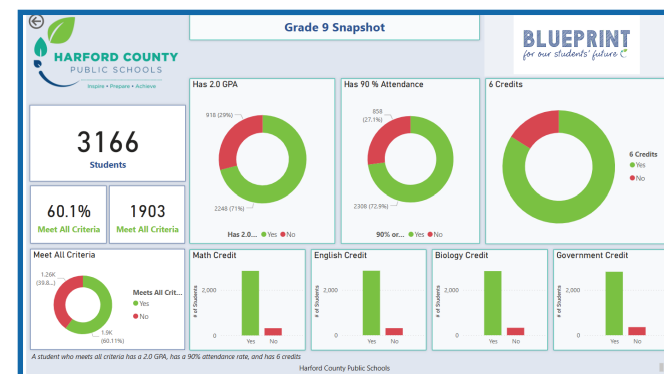 Grade 9 Snapshot
HARFORD COUNTY
PUBLIC SCHOOLS
Inspire • Prepare • Achieve
BLUEPRINT
for our students' future
3166
Students
60.1%
Meet All Criteria
1903
Meet All Criteria
Has 2.0 GPA
918 (29%)
2248 (71%)
Has 2.0... Yes No
Has 90 % Attendance
858
(27.1%)
2308 (72.9%)
90% or... Yes No
6 Credits
6 Credits
Yes
No
Meet All Criteria
1.26K
(39.8...)
1.9K
(60.11%)
Meets All Crit...
Yes
No
Math Credit
# of Students
2,000
0
Yes No
English Credit
# of Students
2,000
0
Yes No
Biology Credit
# of Students
2,000
0
Yes No
Government Credit
# of Students
2,000
0
Yes No
A student who meets all criteria has a 2.0 GPA, has a 90% attendance rate, and has 6 credits
Harford County Public Schools